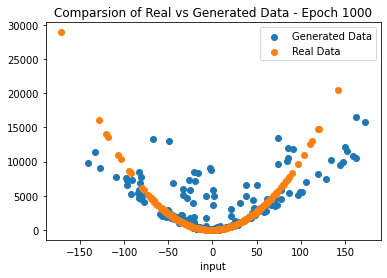 Comparsion of Real vs Generated Data - Epoch 1000
30000
25000
20000
15000
10000
5000
0
Generated Data
Real Data
−150 −100 −50 0 50 100 150
input